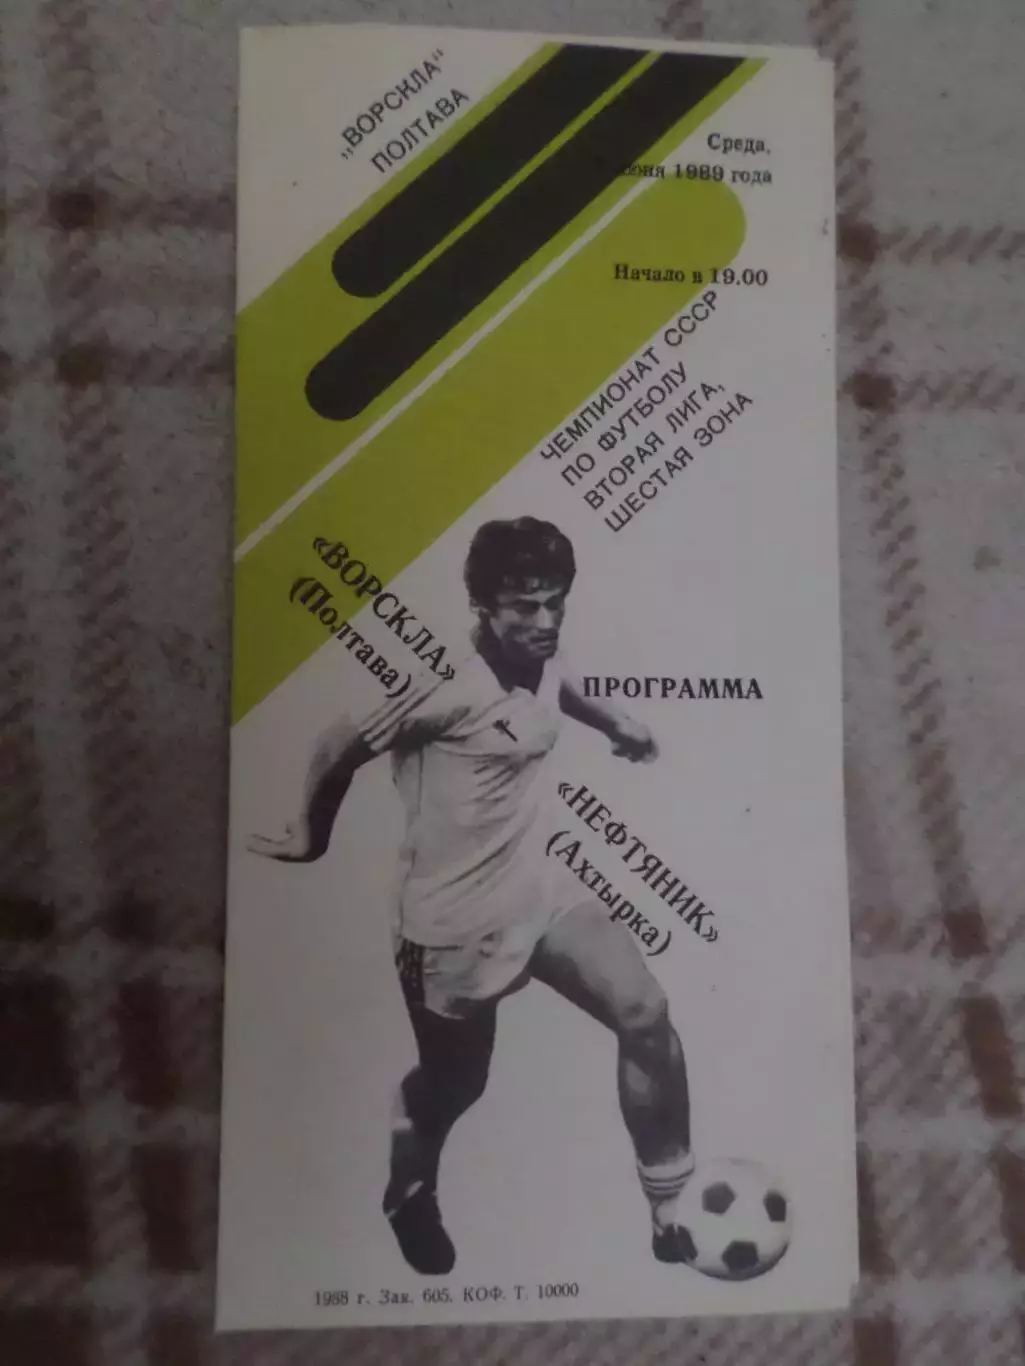 „ВОРСКЛА"
ПОЛТАВА
Среда,
1989 года
Начало в 19.00
ЧЕМПИОНАТ СССР
ПО ФУТБОЛУ
ВТОРАЯ ЛИГА,
ШЕСТАЯ ЗОНА
«ВОРСКЛА»
(Полтава)
ПРОГРАММА
«НЕФТЯНИК»
(Ахтырка)
1988 г. Зак. 605. КОФ. Т. 10000